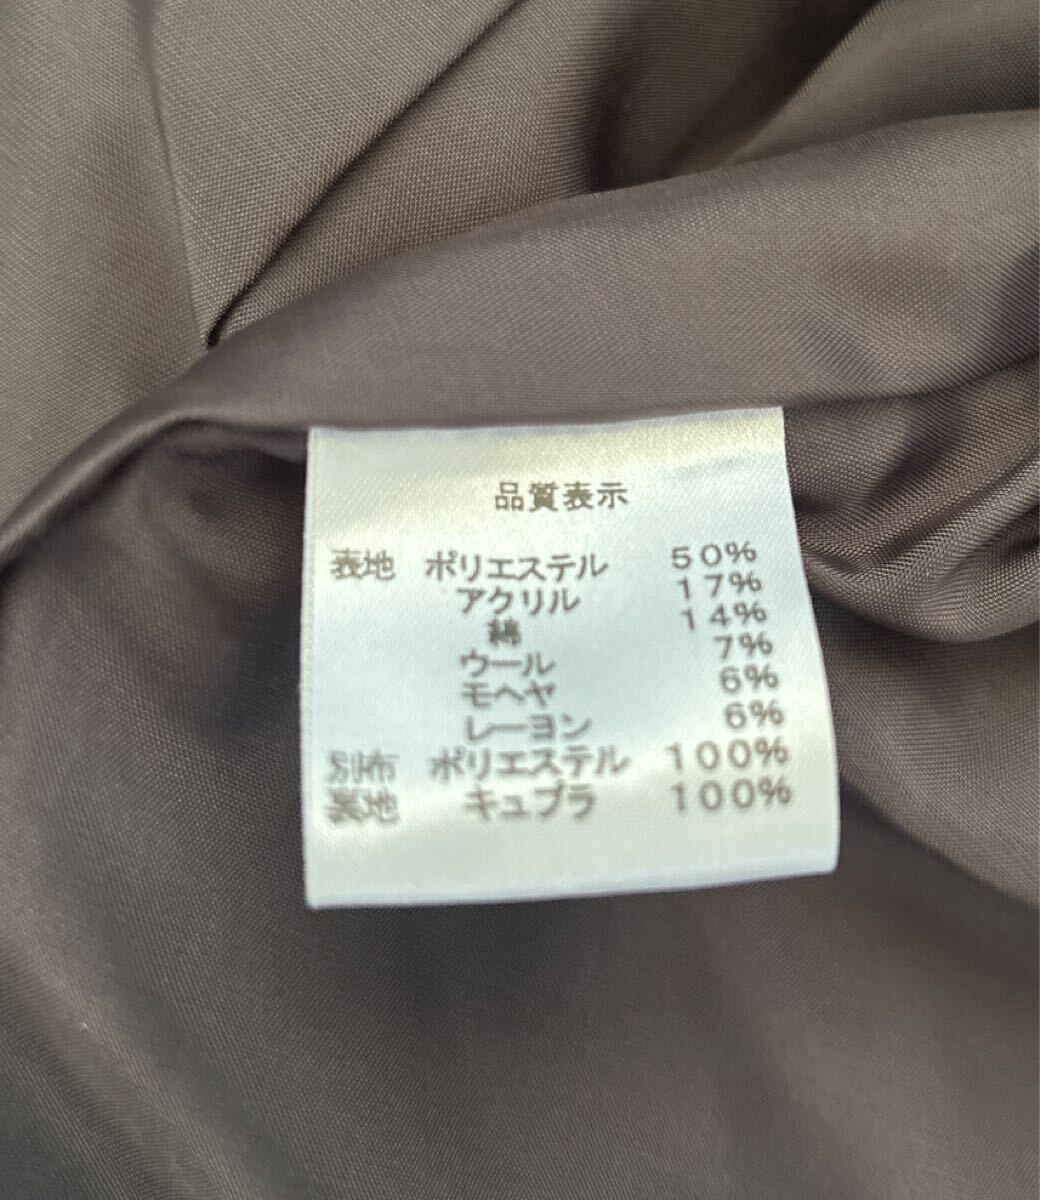 品質表示
表地 ポリエステル 50%
アクリル 17%
綿 14%
ウール 7%
モヘヤ 6%
レーヨン 6%
別布 ポリエステル 100%
裏地 キュプラ 100%